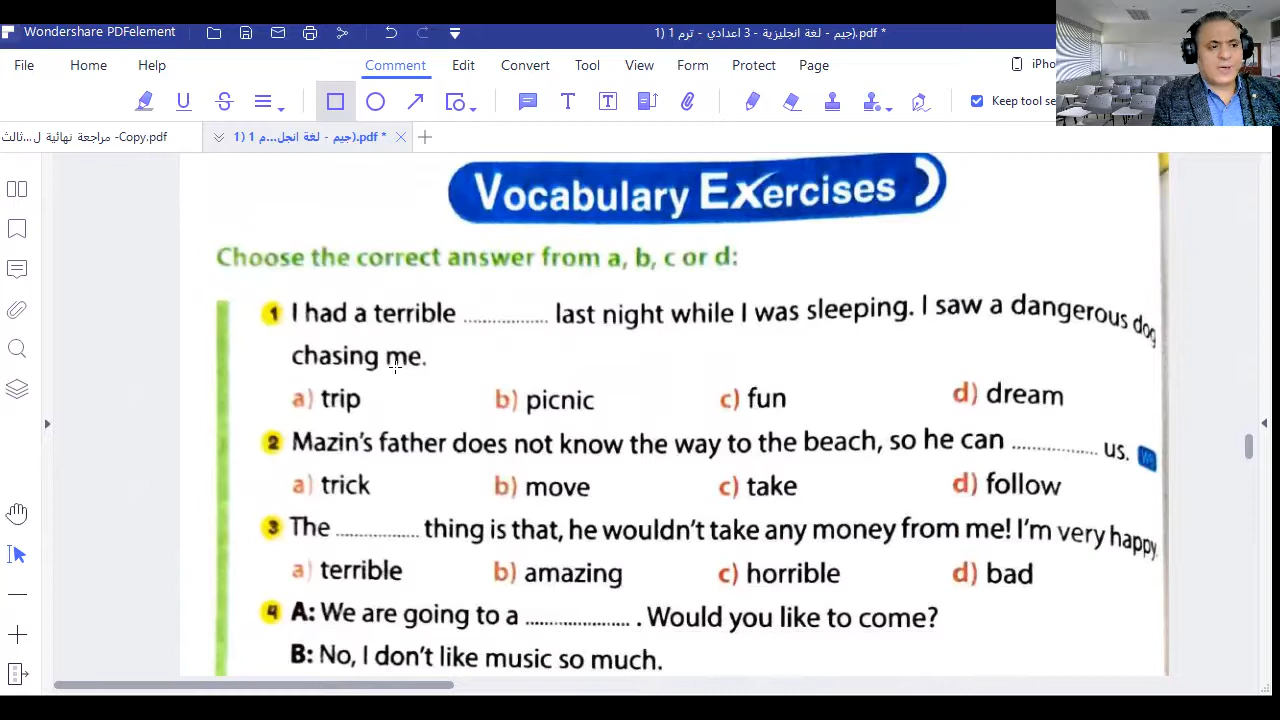 Wondershare PDFelement
(جيم - لغة انجليزية - 3 اعدادي - ترم 1 (1.pdf *
File Home Help Comment Edit Convert Tool View Form Protect Page iPho
Keep tool se
مراجعة نهائية ل...ثالث -Copy.pdf
(جيم - لغة انجل...م 1 (1.pdf *
Vocabulary Exercises
Choose the correct answer from a, b, c or d:
1 I had a terrible ................ last night while I was sleeping. I saw a dangerous dog
chasing me.
a) trip b) picnic c) fun d) dream
2 Mazin's father does not know the way to the beach, so he can ................ us. WB
a) trick b) move c) take d) follow
3 The ................ thing is that, he wouldn't take any money from me! I'm very happy.
a) terrible b) amazing c) horrible d) bad
4 A: We are going to a .................... . Would you like to come?
B: No, I don't like music so much.